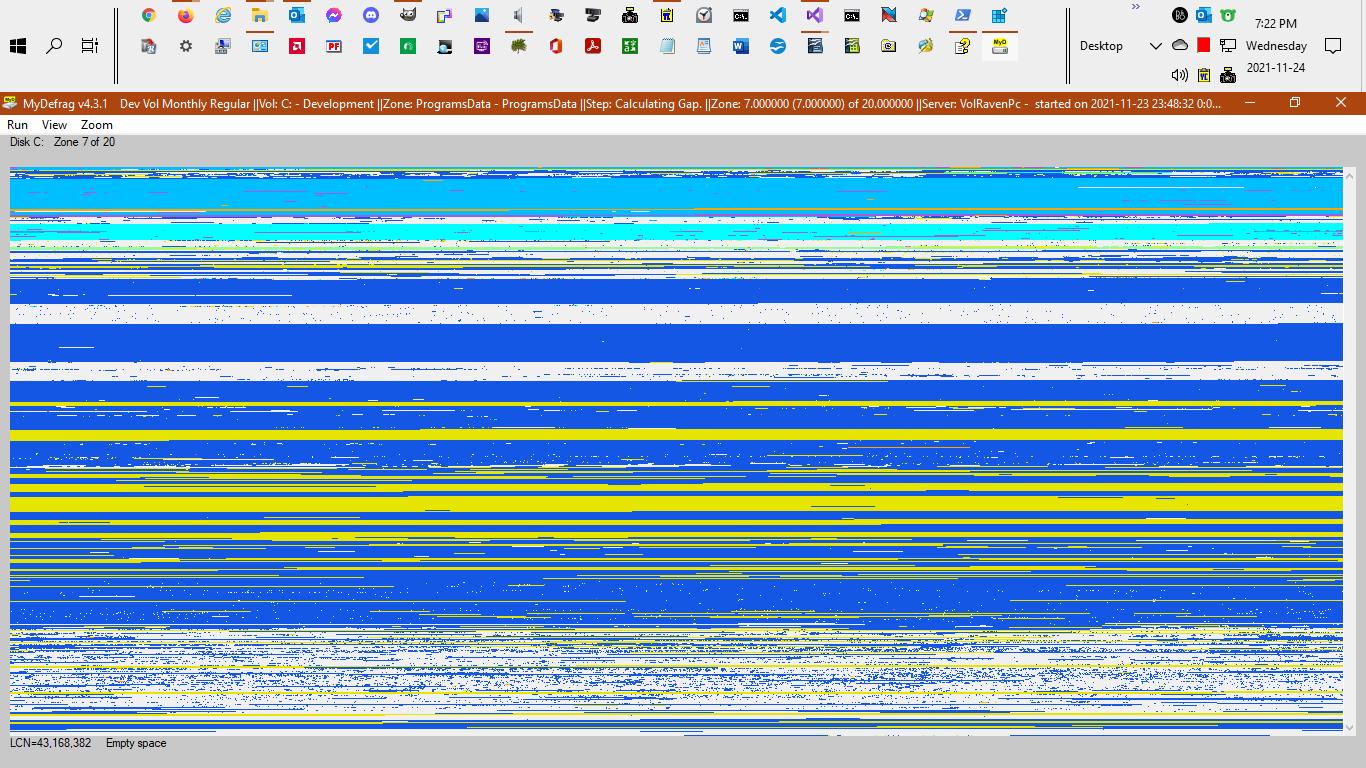 7:22 PM
Desktop
Wednesday
2021-11-24
MyDefrag v4.3.1 Dev Vol Monthly Regular ||Vol: C: - Development ||Zone: ProgramsData - ProgramsData ||Step: Calculating Gap. ||Zone: 7.000000 (7.000000) of 20.000000 ||Server: VolRavenPc - started on 2021-11-23 23:48:32 0:0...
Run View Zoom
Disk C: Zone 7 of 20
LCN=43,168,382 Empty space